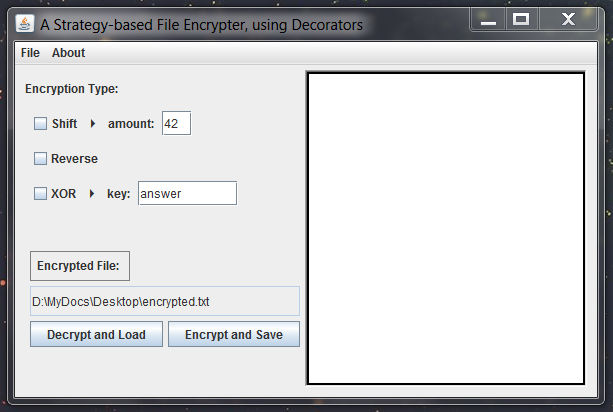 A Strategy-based File Encrypter, using Decorators
File About
Encryption Type:
Shift amount: 42
Reverse
XOR key: answer
Encrypted File:
D:\MyDocs\Desktop\encrypted.txt
Decrypt and Load Encrypt and Save